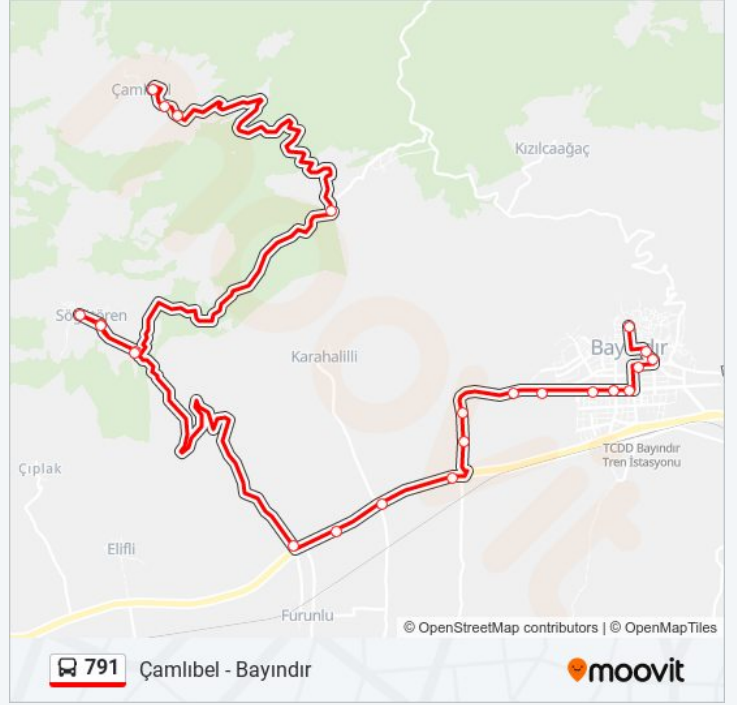 Çamlıbel
Kızılcaağaç
Söğütören
Karahalilli
Bayındır
TCDD Bayındır
Tren İstasyonu
Çıplak
Elifli
Furunlu
© OpenStreetMap contributors | © OpenMapTiles
791 Çamlıbel - Bayındır
moovit